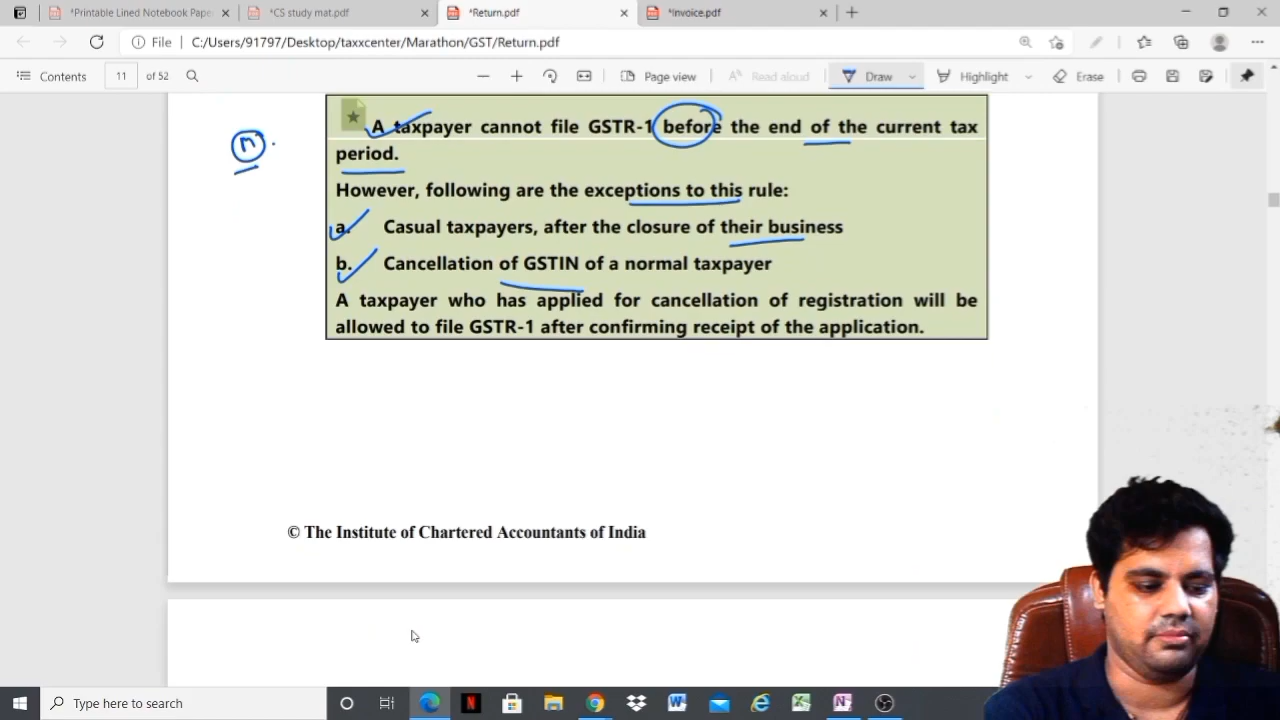 *Printable Lined Notebook Pape
*CS study mat.pdf
*Return.pdf
*Invoice.pdf
File C:/Users/91797/Desktop/taxxcenter/Marathon/GST/Return.pdf
Contents 11 of 52 Page view Read aloud Draw Highlight Erase
A taxpayer cannot file GSTR-1 before the end of the current tax
period.
However, following are the exceptions to this rule:
a. Casual taxpayers, after the closure of their business
b. Cancellation of GSTIN of a normal taxpayer
A taxpayer who has applied for cancellation of registration will be
allowed to file GSTR-1 after confirming receipt of the application.
n
© The Institute of Chartered Accountants of India
Type here to search